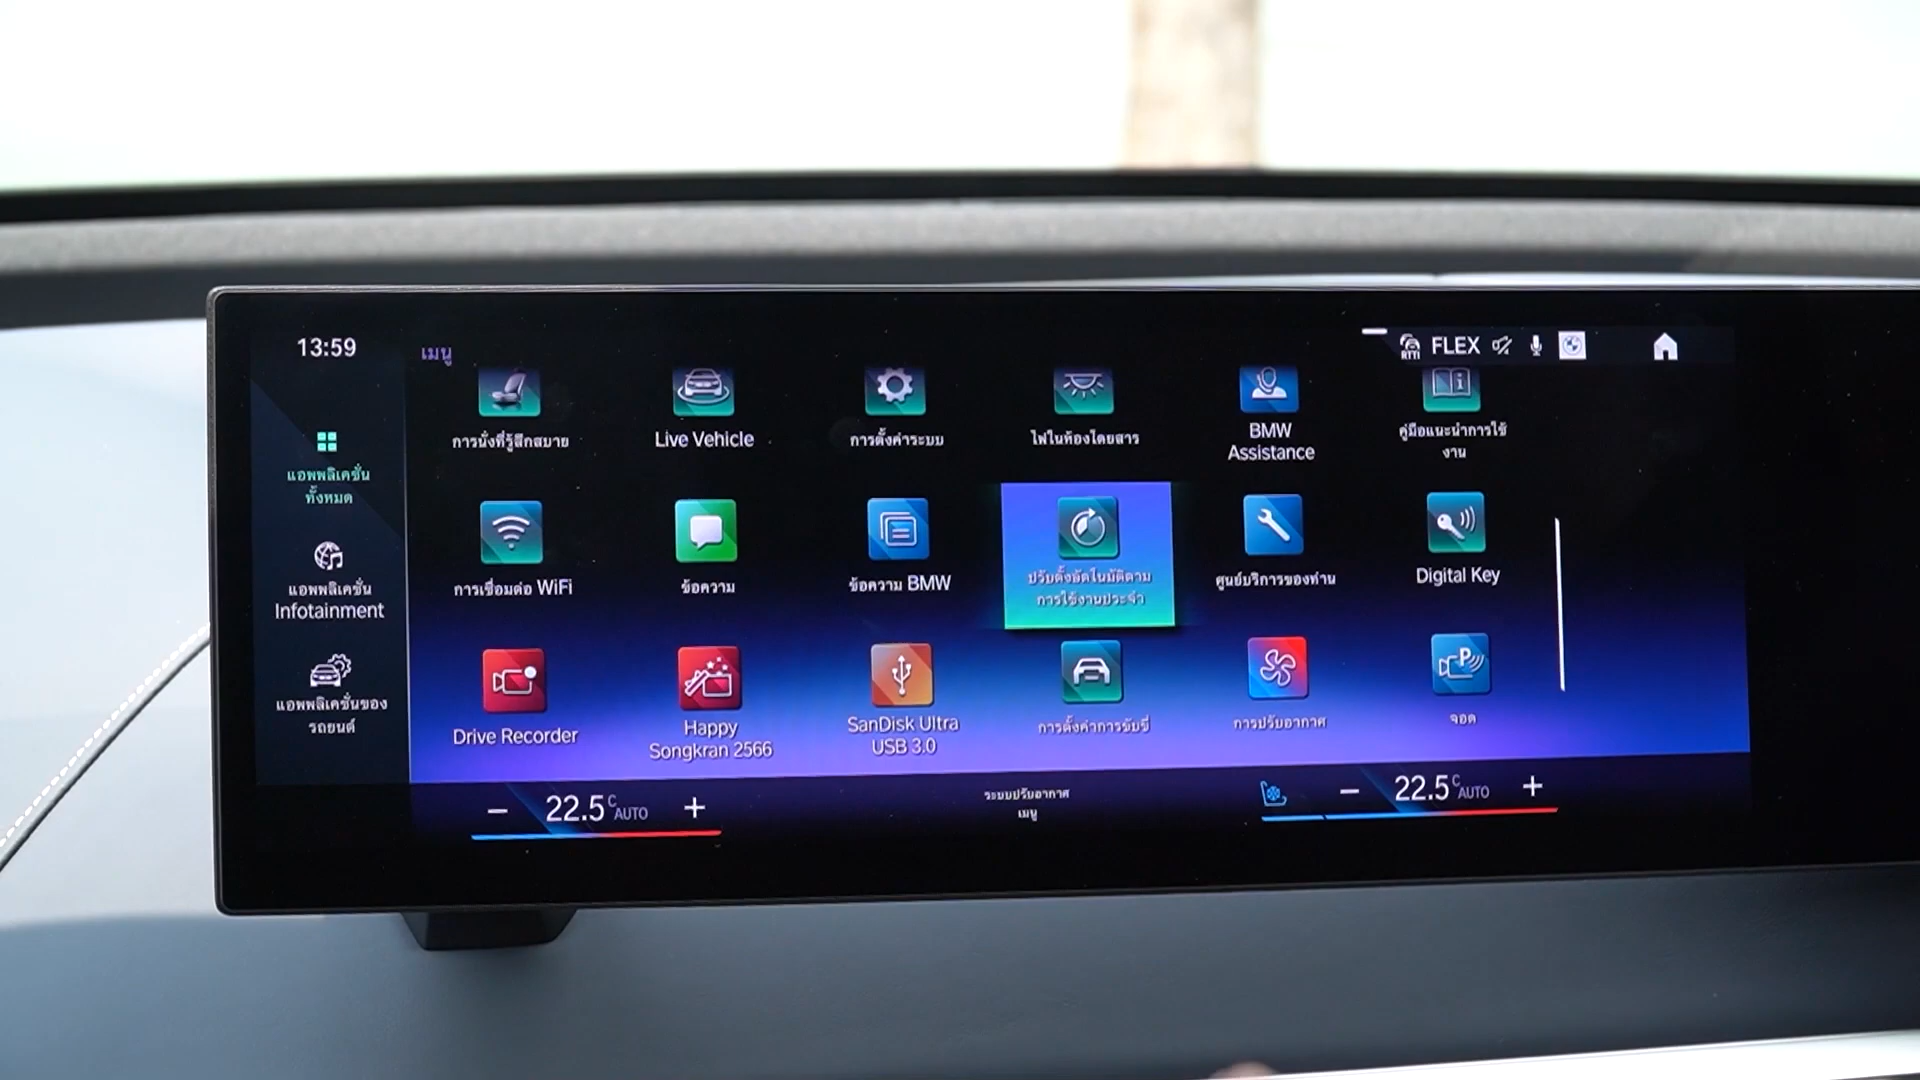 13:59
เมนู
RTTI FLEX
แอพพลิเคชั่น
ทั้งหมด
แอพพลิเคชั่น
Infotainment
แอพพลิเคชั่นของ
รถยนต์
การนั่งที่รู้สึกสบาย
Live Vehicle
การตั้งค่าระบบ
ไฟในห้องโดยสาร
BMW
Assistance
คู่มือแนะนำการใช้
งาน
การเชื่อมต่อ WiFi
ข้อความ
ข้อความ BMW
ปรับตั้งอัตโนมัติตาม
การใช้งานประจำ
ศูนย์บริการของท่าน
Digital Key
Drive Recorder
Happy
Songkran 2566
SanDisk Ultra
USB 3.0
การตั้งค่าการขับขี่
การปรับอากาศ
P
จอด
− 22.5 °C AUTO +
ระบบปรับอากาศ
เมนู
− 22.5 °C AUTO +